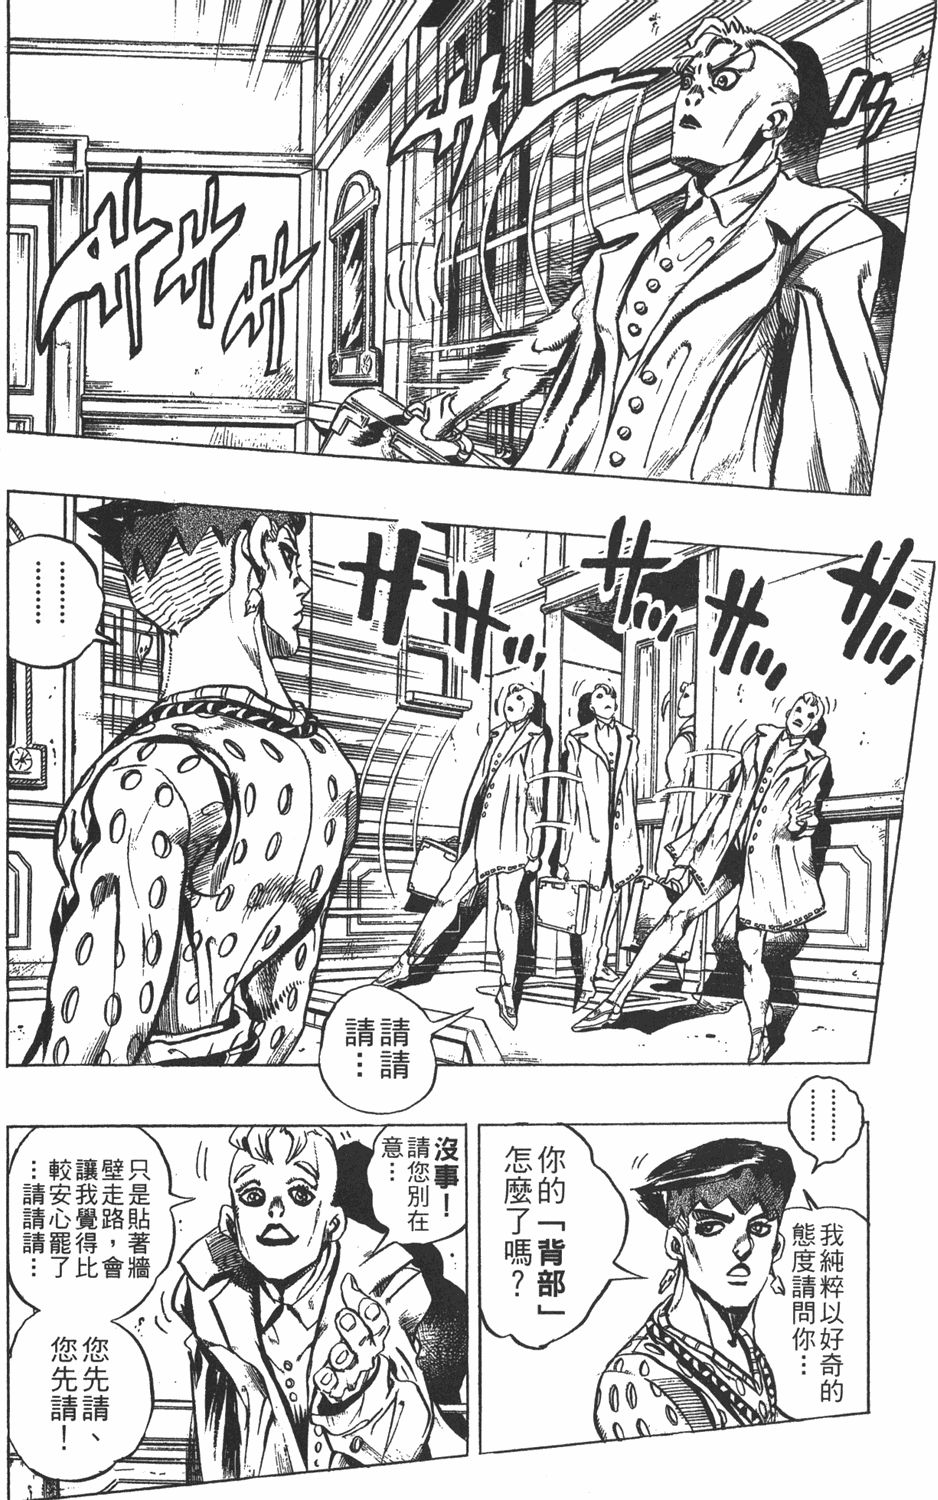 ザザッ
ザザザ
………
ザッ
ザッ…
ザッ…
ザッ…
ザッ…
請請
請…
………
我純粹以好奇的
態度請問你…
你的「背部」
怎麼了嗎?
沒事!
請您別在
意…
只是貼著牆
壁走路,會
讓我覺得比
較安心罷了
…請請請…
您先請、
您先請!